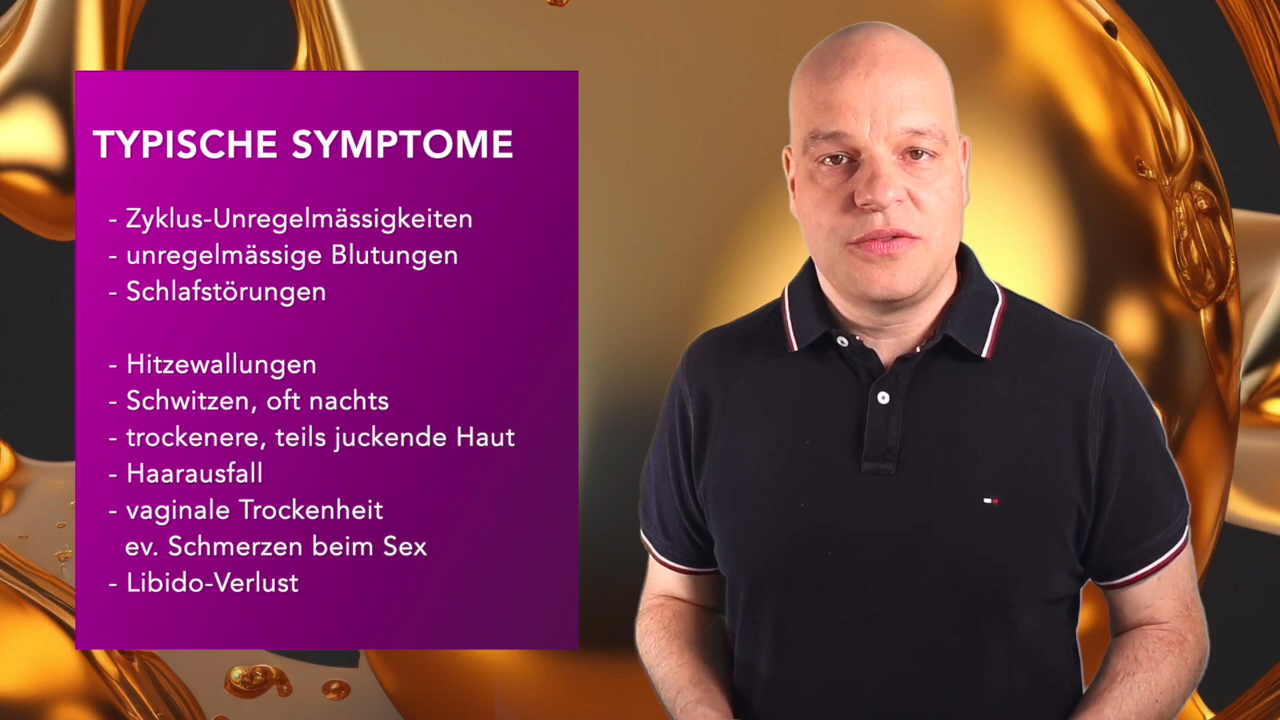 TYPISCHE SYMPTOME
- Zyklus-Unregelmässigkeiten
- unregelmässige Blutungen
- Schlafstörungen
- Hitzewallungen
- Schwitzen, oft nachts
- trockenere, teils juckende Haut
- Haarausfall
- vaginale Trockenheit
ev. Schmerzen beim Sex
- Libido-Verlust